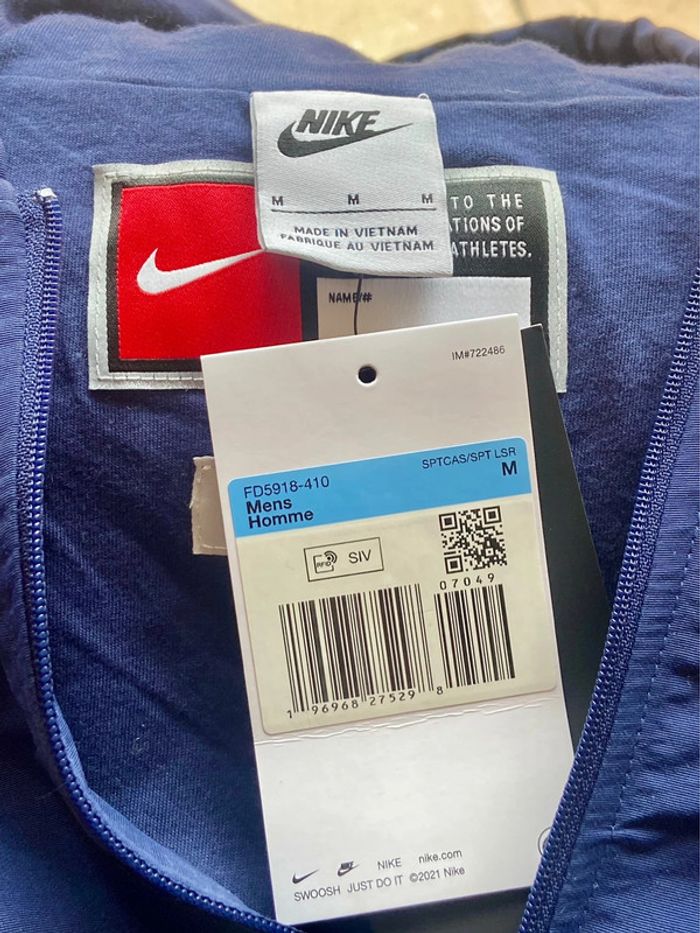 NIKE
M M M
MADE IN VIETNAM
FABRIQUE AU VIETNAM
TO THE
OF
ATHLETES.
NAME/#
IM#722486
FD5918-410
SPTCAS/SPT LSR
Mens
M
Homme
RFID SIV
07049
1 96968 27529 8
NIKE nike.com
SWOOSH JUST DO IT ©2021 Nike